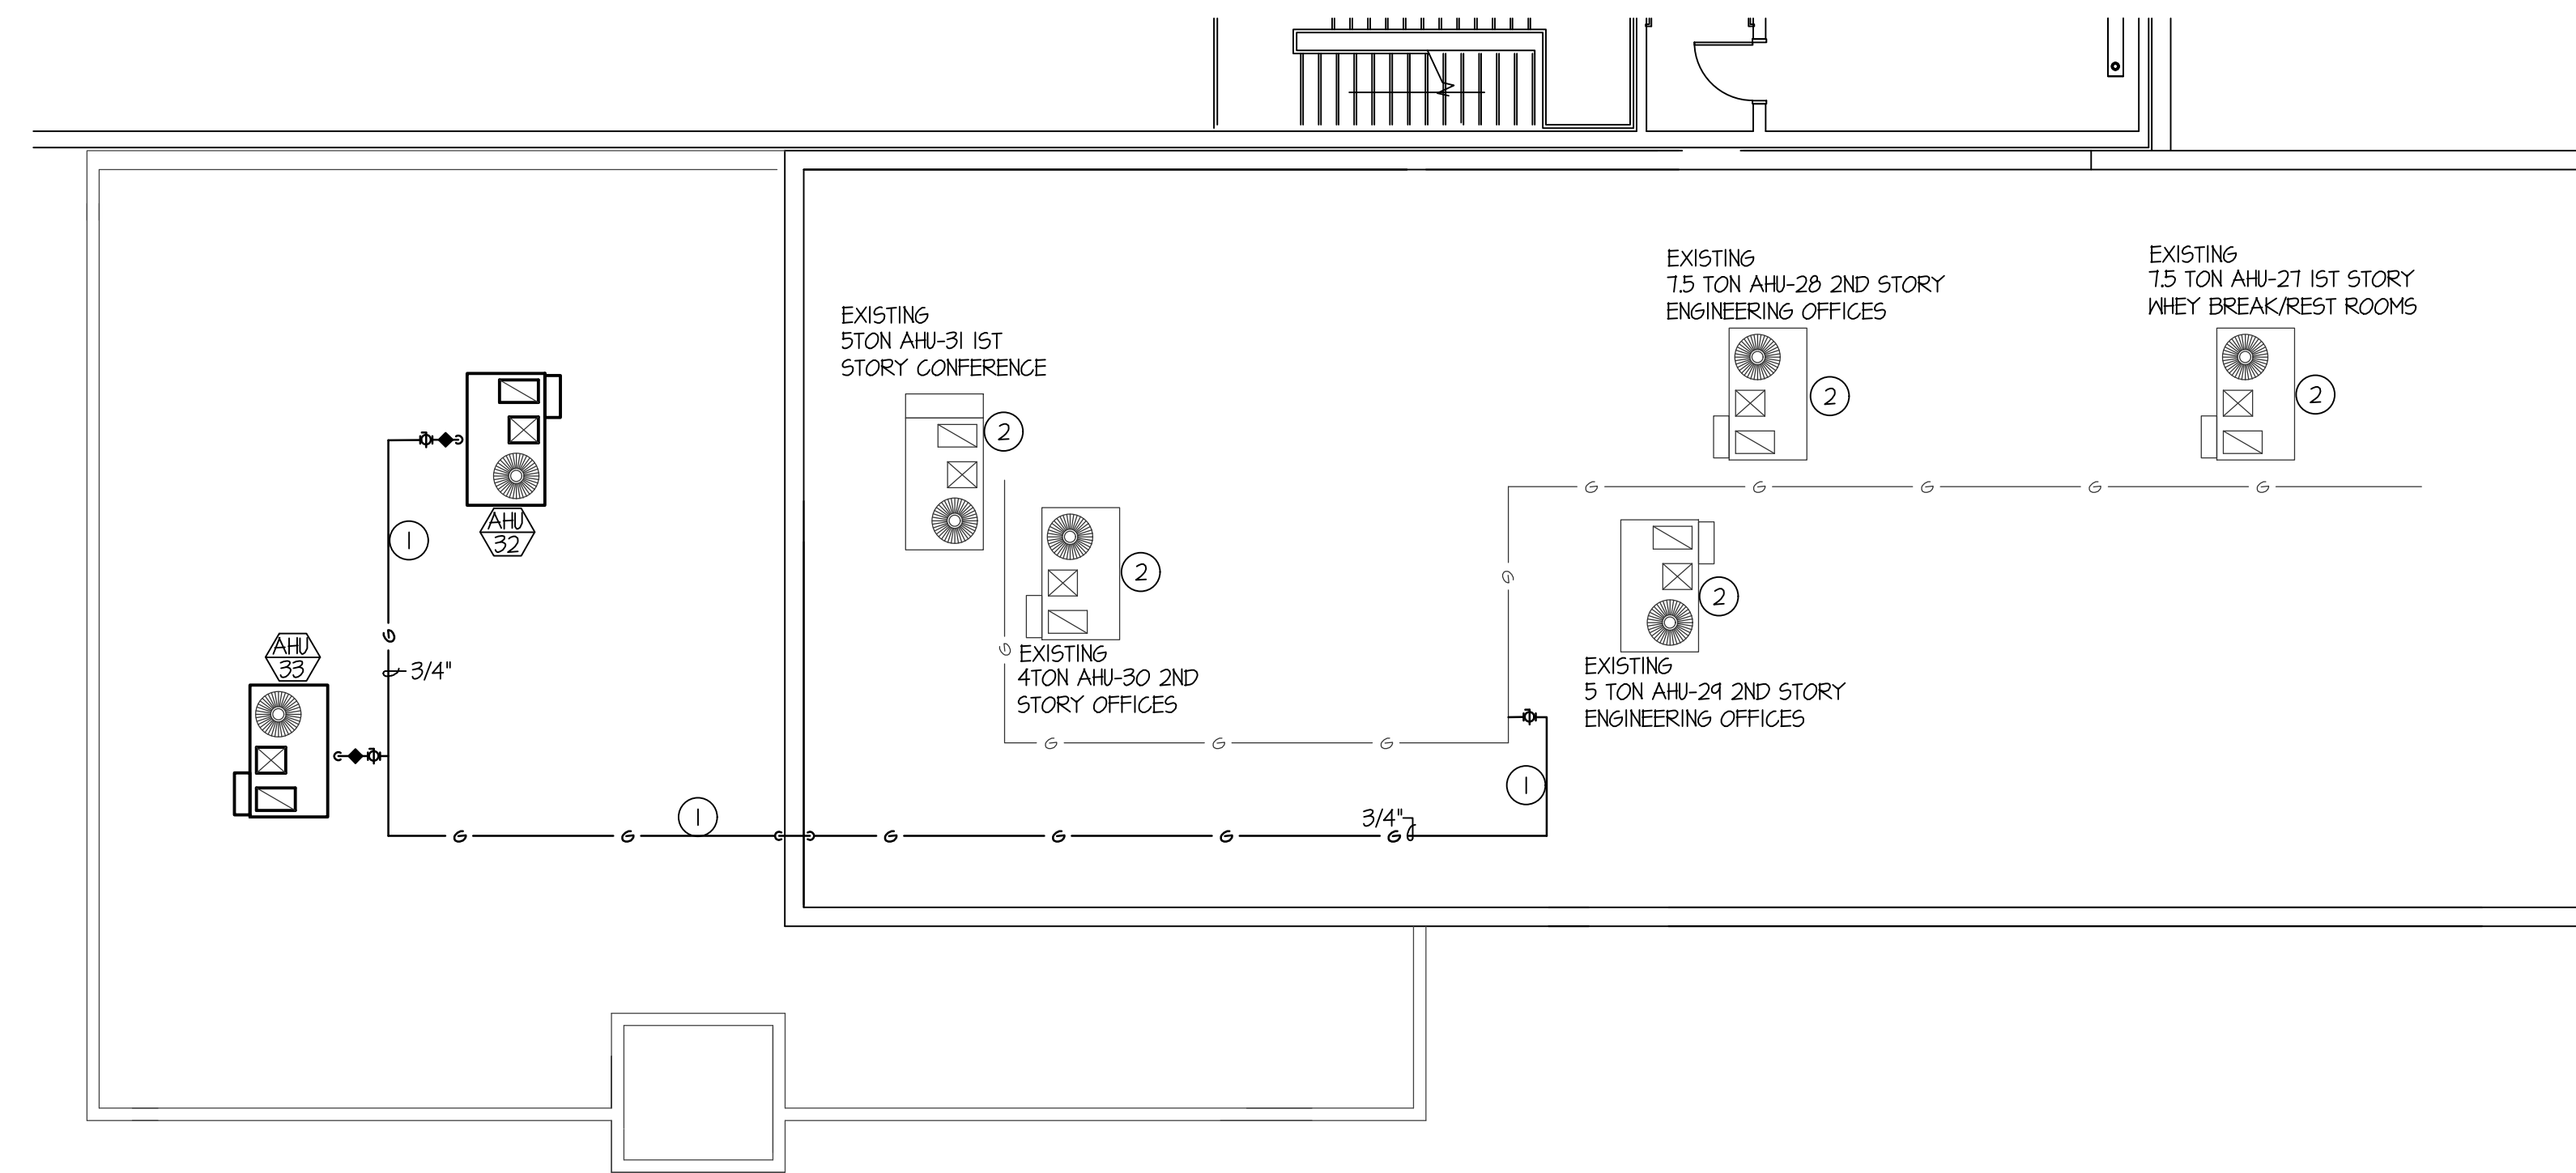 EXISTING
7.5 TON AHU-27 1ST STORY
WHEY BREAK/REST ROOMS
2
EXISTING
7.5 TON AHU-28 2ND STORY
ENGINEERING OFFICES
2
EXISTING
5TON AHU-31 1ST
STORY CONFERENCE
2
G
G
G
G
G
AHU
32
1
2
G
2
G
AHU
33
3/4"
G
EXISTING
4TON AHU-30 2ND
STORY OFFICES
EXISTING
5 TON AHU-29 2ND STORY
ENGINEERING OFFICES
G
G
G
1
1
3/4"
G
G
G
G
G
G